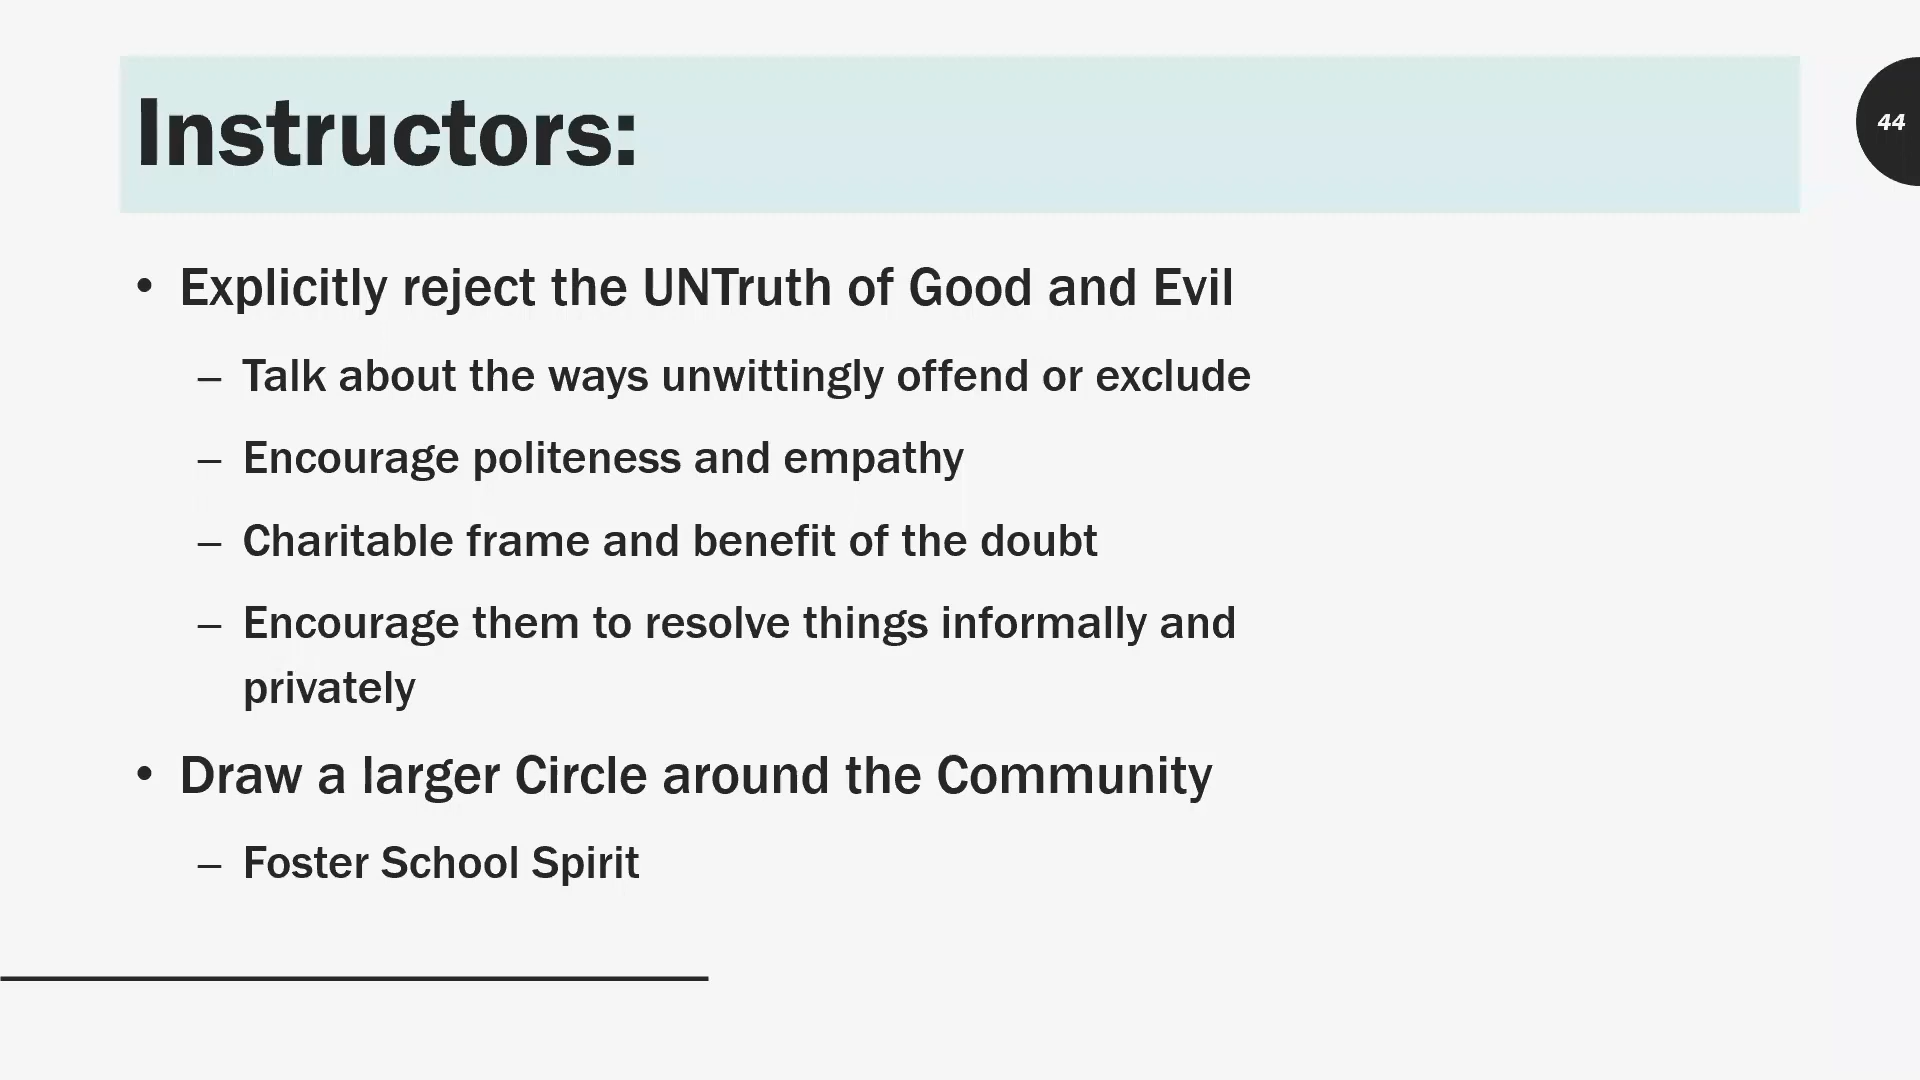 Instructors:
44
• Explicitly reject the UNTruth of Good and Evil
– Talk about the ways unwittingly offend or exclude
– Encourage politeness and empathy
– Charitable frame and benefit of the doubt
– Encourage them to resolve things informally and
privately
• Draw a larger Circle around the Community
– Foster School Spirit